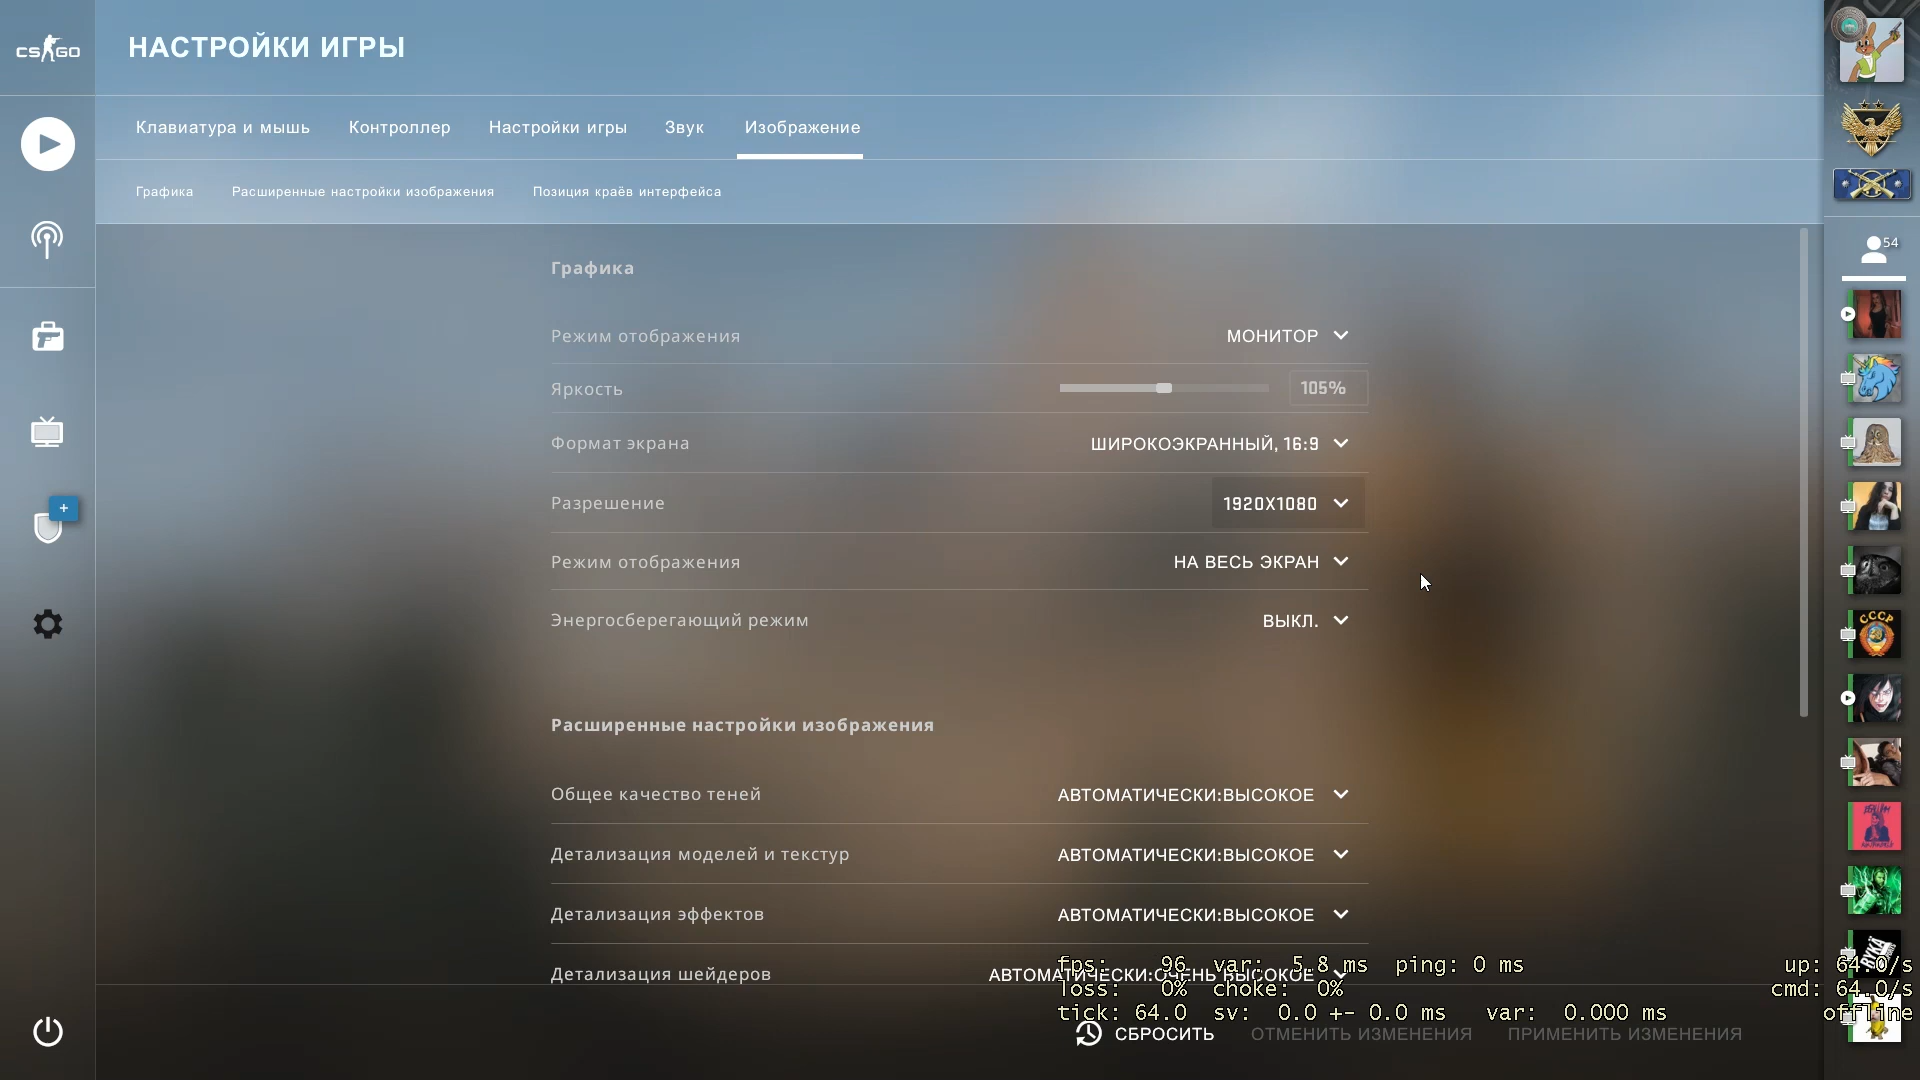 CS GO
НАСТРОЙКИ ИГРЫ
Клавиатура и мышь Контроллер Настройки игры Звук Изображение
Графика Расширенные настройки изображения Позиция краёв интерфейса
54
Графика
Режим отображения МОНИТОР
Яркость 105%
Формат экрана ШИРОКОЭКРАННЫЙ, 16:9
Разрешение 1920X1080
+
Режим отображения НА ВЕСЬ ЭКРАН
Энергосберегающий режим ВЫКЛ.
СССР
Расширенные настройки изображения
Общее качество теней АВТОМАТИЧЕСКИ:ВЫСОКОЕ
Детализация моделей и текстур АВТОМАТИЧЕСКИ:ВЫСОКОЕ
Детализация эффектов АВТОМАТИЧЕСКИ:ВЫСОКОЕ
Детализация шейдеров АВТОМАТИЧЕСКИ:ОЧЕНЬ ВЫСОКОЕ
fps: 96 var: 5.8 ms ping: 0 ms up: 64.0/s
loss: 0% choke: 0% cmd: 64.0/s
tick: 64.0 sv: 0.0 +- 0.0 ms var: 0.000 ms offline
СБРОСИТЬ ОТМЕНИТЬ ИЗМЕНЕНИЯ ПРИМЕНИТЬ ИЗМЕНЕНИЯ